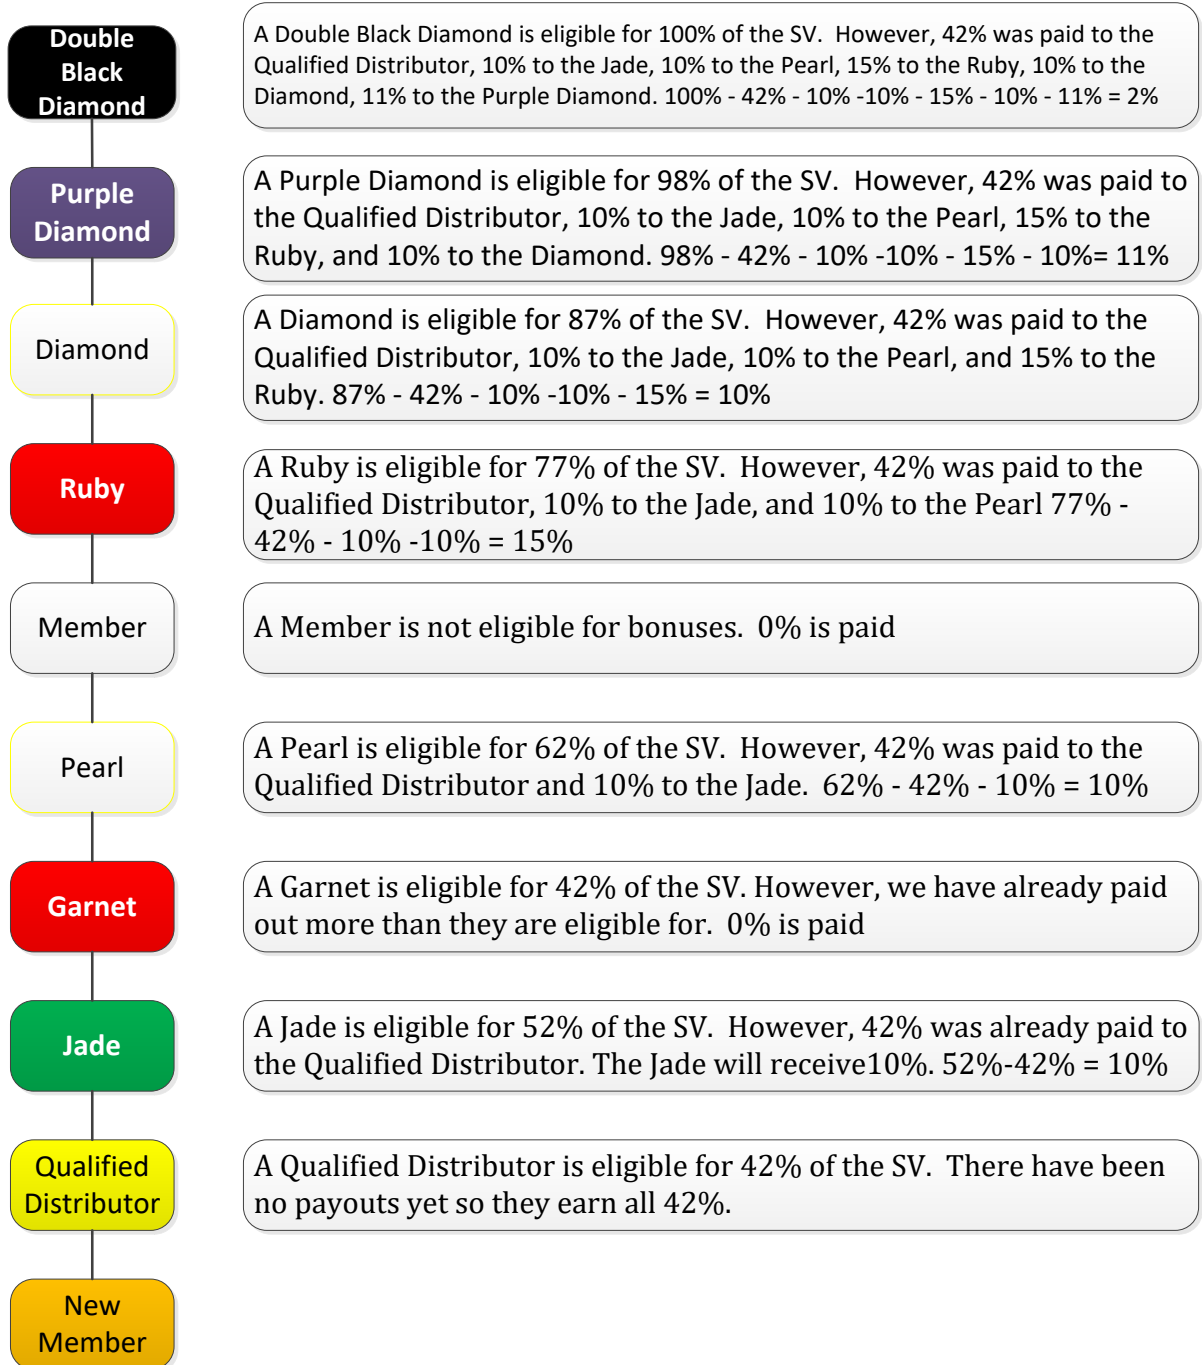 Double
Black
Diamond
A Double Black Diamond is eligible for 100% of the SV.  However, 42% was paid to the
Qualified Distributor, 10% to the Jade, 10% to the Pearl, 15% to the Ruby, 10% to the
Diamond, 11% to the Purple Diamond. 100% - 42% - 10% -10% - 15% - 10% - 11% = 2%
Purple
Diamond
A Purple Diamond is eligible for 98% of the SV.  However, 42% was paid to
the Qualified Distributor, 10% to the Jade, 10% to the Pearl, 15% to the
Ruby, and 10% to the Diamond. 98% - 42% - 10% -10% - 15% - 10%= 11%
Diamond
A Diamond is eligible for 87% of the SV.  However, 42% was paid to the
Qualified Distributor, 10% to the Jade, 10% to the Pearl, and 15% to the
Ruby. 87% - 42% - 10% -10% - 15% = 10%
Ruby
A Ruby is eligible for 77% of the SV.  However, 42% was paid to the
Qualified Distributor, 10% to the Jade, and 10% to the Pearl 77% -
42% - 10% -10% = 15%
Member
A Member is not eligible for bonuses.  0% is paid
Pearl
A Pearl is eligible for 62% of the SV.  However, 42% was paid to the
Qualified Distributor and 10% to the Jade.  62% - 42% - 10% = 10%
Garnet
A Garnet is eligible for 42% of the SV. However, we have already paid
out more than they are eligible for.  0% is paid
Jade
A Jade is eligible for 52% of the SV.  However, 42% was already paid to
the Qualified Distributor. The Jade will receive10%. 52%-42% = 10%
Qualified
Distributor
A Qualified Distributor is eligible for 42% of the SV.  There have been
no payouts yet so they earn all 42%.
New
Member